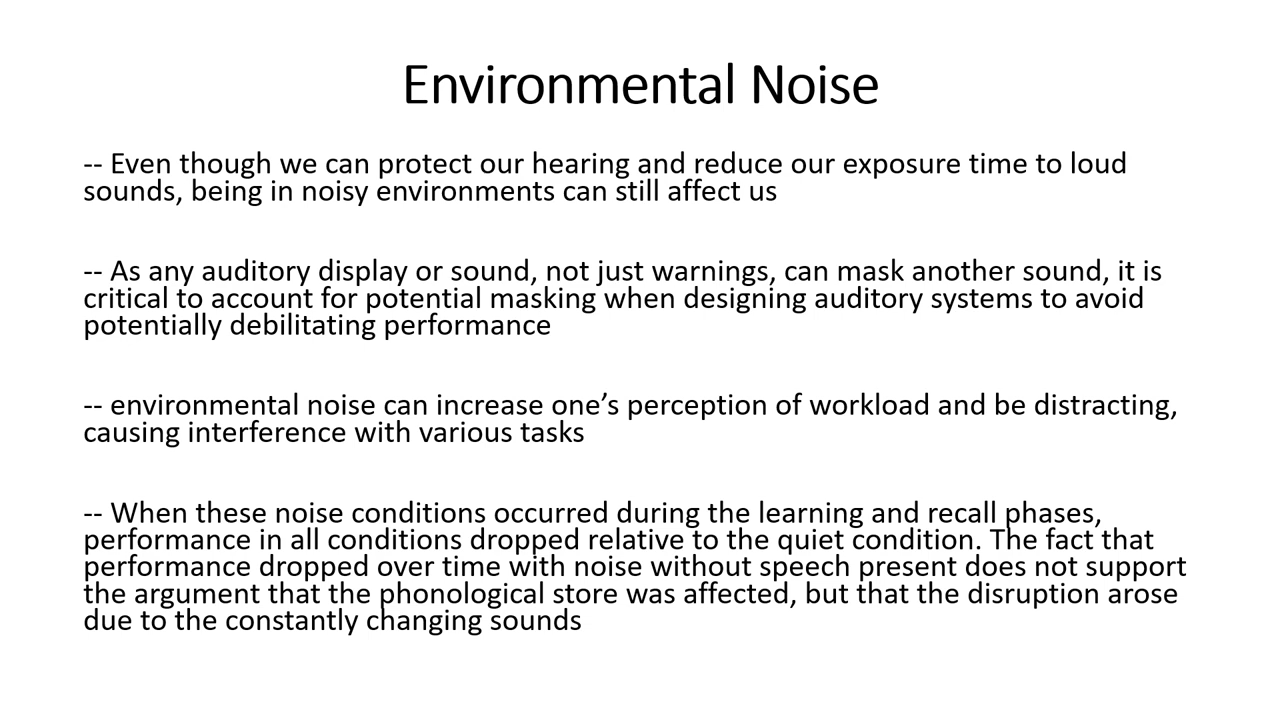 Environmental Noise
-- Even though we can protect our hearing and reduce our exposure time to loud
sounds, being in noisy environments can still affect us
-- As any auditory display or sound, not just warnings, can mask another sound, it is
critical to account for potential masking when designing auditory systems to avoid
potentially debilitating performance
-- environmental noise can increase one’s perception of workload and be distracting,
causing interference with various tasks
-- When these noise conditions occurred during the learning and recall phases,
performance in all conditions dropped relative to the quiet condition. The fact that
performance dropped over time with noise without speech present does not support
the argument that the phonological store was affected, but that the disruption arose
due to the constantly changing sounds